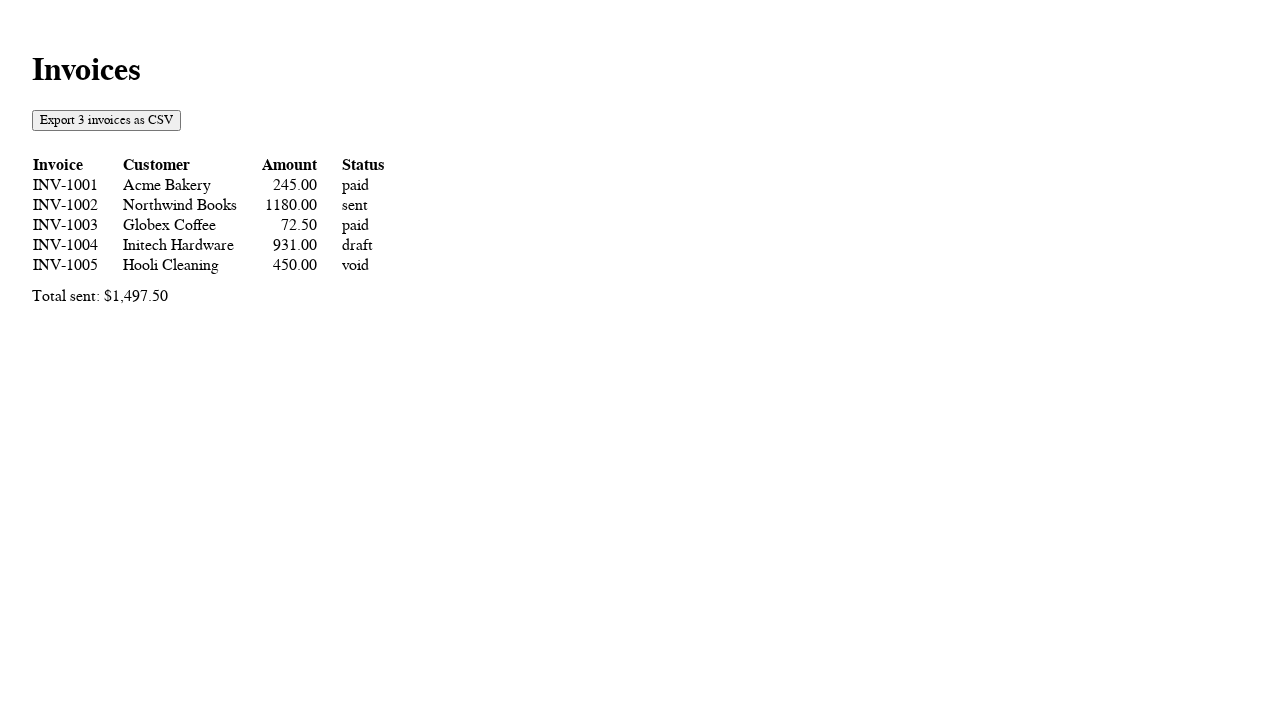 Invoices
Export 3 invoices as CSV
Invoice Customer Amount Status
INV-1001 Acme Bakery 245.00 paid
INV-1002 Northwind Books 1180.00 sent
INV-1003 Globex Coffee 72.50 paid
INV-1004 Initech Hardware 931.00 draft
INV-1005 Hooli Cleaning 450.00 void
Total sent: $1,497.50